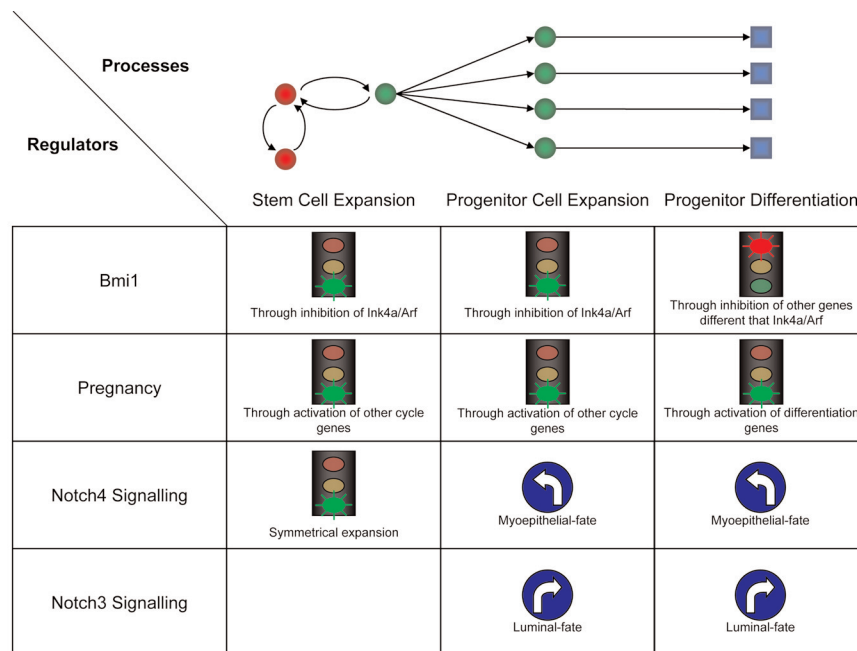 Processes
Regulators
Stem Cell Expansion
Progenitor Cell Expansion
Progenitor Differentiation
Bmi1
Through inhibition of Ink4a/Arf
Through inhibition of Ink4a/Arf
Through inhibition of other genes
different that Ink4a/Arf
Pregnancy
Through activation of other cycle
genes
Through activation of other cycle
genes
Through activation of differentiation
genes
Notch4 Signalling
Symmetrical expansion
Myoepithelial-fate
Myoepithelial-fate
Notch3 Signalling
Luminal-fate
Luminal-fate